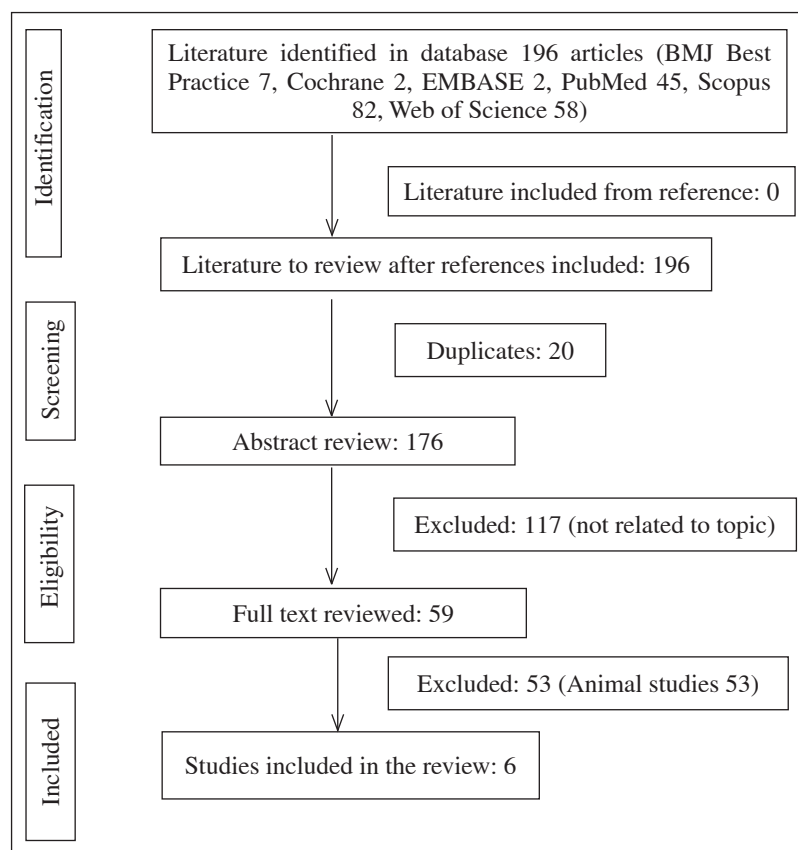 Identification
Literature identified in database 196 articles (BMJ Best
Practice 7, Cochrane 2, EMBASE 2, PubMed 45, Scopus
82, Web of Science 58)
Literature included from reference: 0
Literature to review after references included: 196
Screening
Duplicates: 20
Abstract review: 176
Eligibility
Excluded: 117 (not related to topic)
Full text reviewed: 59
Excluded: 53 (Animal studies 53)
Included
Studies included in the review: 6